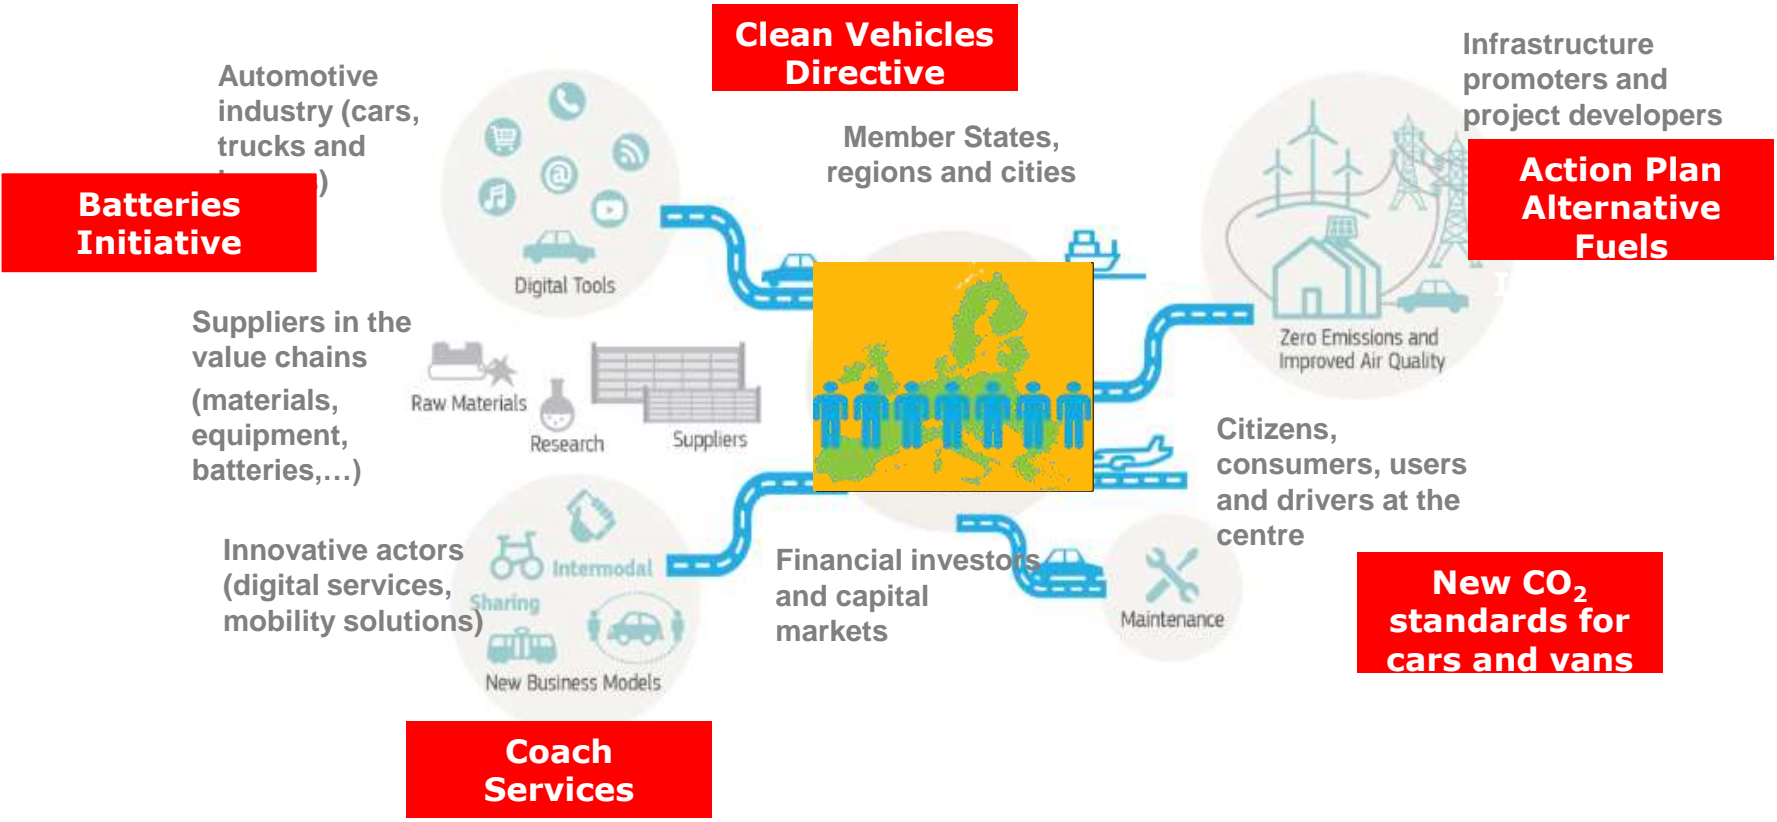 Clean Vehicles
Directive
Automotive
industry (cars,
trucks and
Batteries
Initiative
@
Digital Tools
Member States,
regions and cities
Infrastructure
promoters and
project developers
Action Plan
Alternative
Fuels
Zero Emissions and
Improved Air Quality
Suppliers in the
value chains
(materials,
equipment,
batteries,…)
Raw Materials
Research
Suppliers
Citizens,
consumers, users
and drivers at the
centre
Innovative actors
(digital services,
mobility solutions)
Intermodal
Sharing
New Business Models
Financial investors
and capital
markets
Maintenance
New CO₂
standards for
cars and vans
Coach
Services